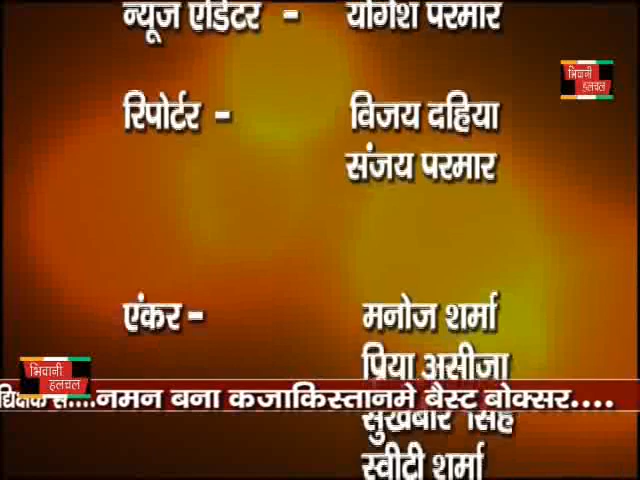 न्यूज एडिटर - योगेश परमार
भिवानी
हलचल
रिपोर्टर - विजय दहिया
संजय परमार
एंकर - मनोज शर्मा
प्रिया असीजा
भिवानी
हलचल
से....नमन बना कजाकिस्तानमे बैस्ट बोक्सर....
सुखबीर सिंह
स्वीटी शर्मा